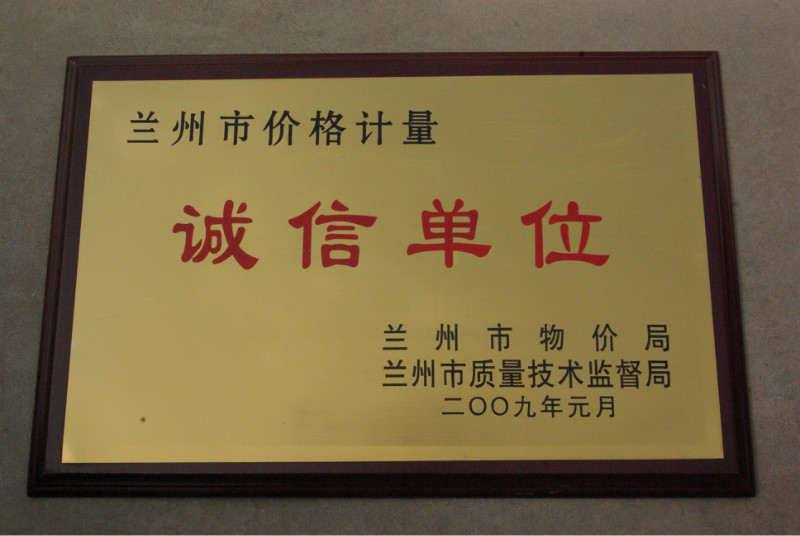 兰州市价格计量
诚信单位
兰州市物价局
兰州市质量技术监督局
二〇〇九年元月